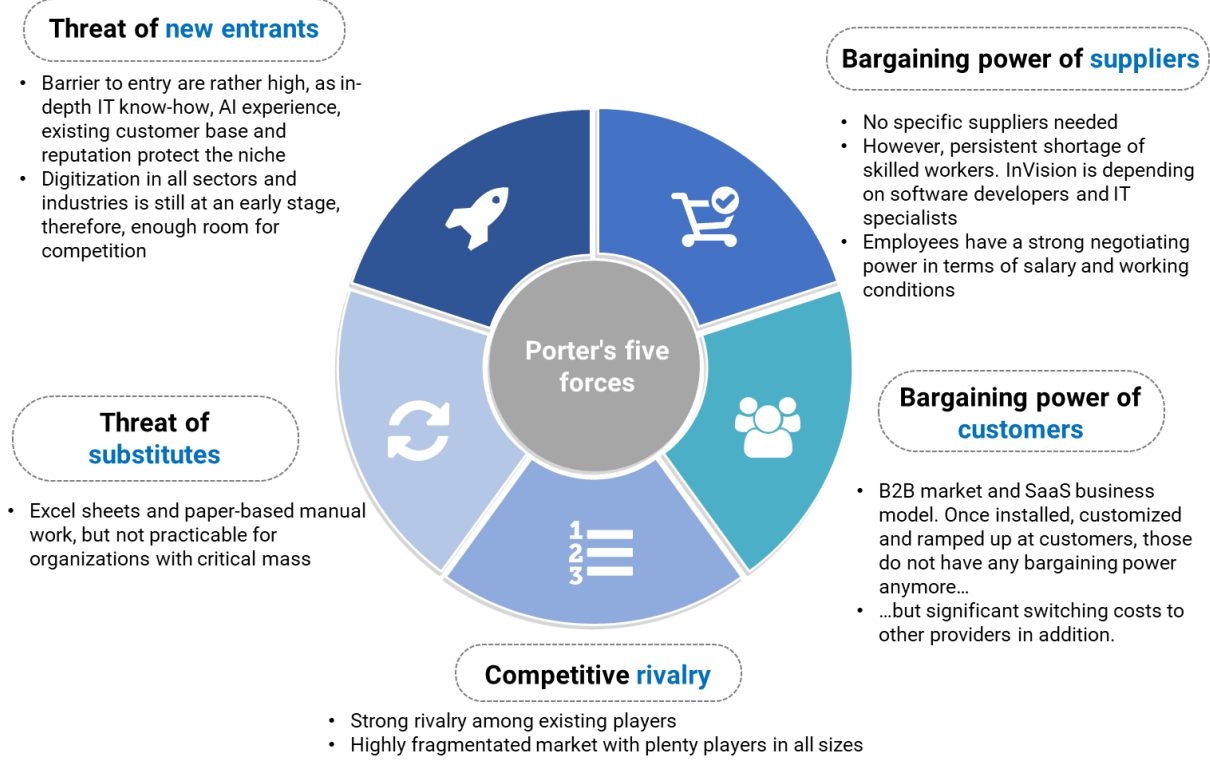 Threat of new entrants
• Barrier to entry are rather high, as in-
depth IT know-how, AI experience,
existing customer base and
reputation protect the niche
• Digitization in all sectors and
industries is still at an early stage,
therefore, enough room for
competition
Bargaining power of suppliers
• No specific suppliers needed
• However, persistent shortage of
skilled workers. InVision is depending
on software developers and IT
specialists
• Employees have a strong negotiating
power in terms of salary and working
conditions
Porter's five
forces
Threat of
substitutes
• Excel sheets and paper-based manual
work, but not practicable for
organizations with critical mass
Bargaining power of
customers
• B2B market and SaaS business
model. Once installed, customized
and ramped up at customers, those
do not have any bargaining power
anymore…
• …but significant switching costs to
other providers in addition.
1
2
3
Competitive rivalry
• Strong rivalry among existing players
• Highly fragmentated market with plenty players in all sizes